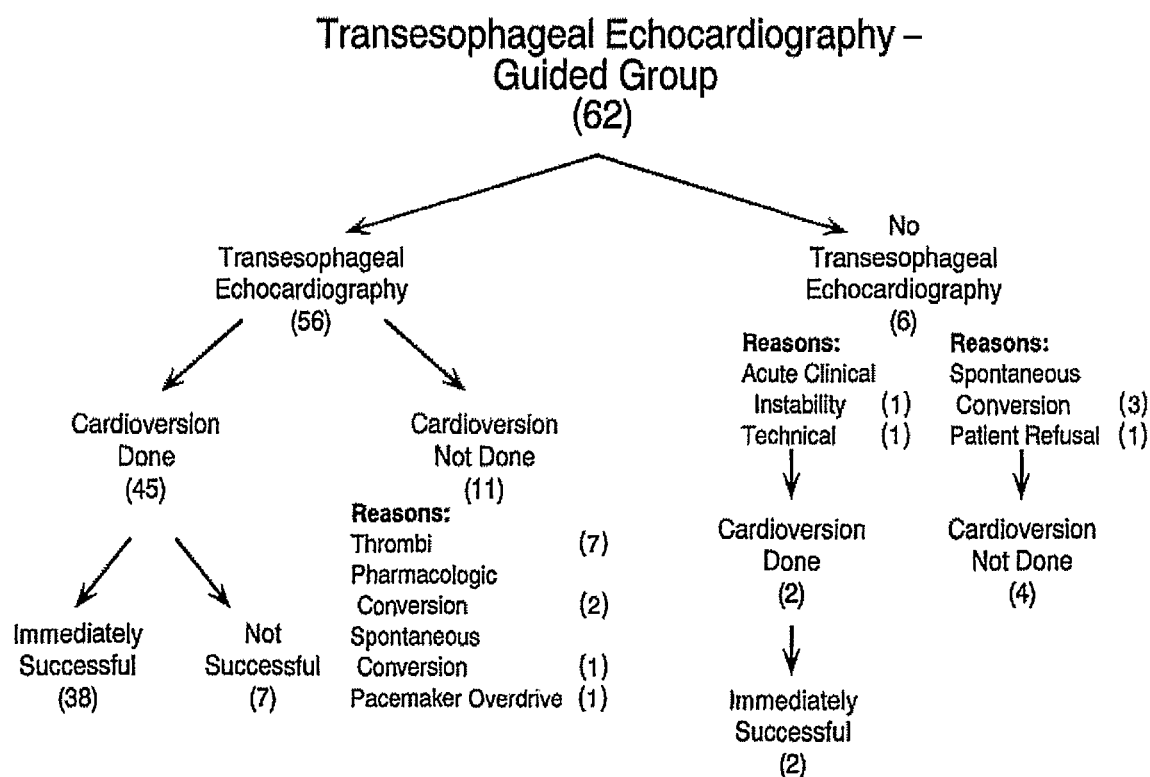 Transesophageal Echocardiography –
Guided Group
(62)
Transesophageal
Echocardiography
(56)
No
Transesophageal
Echocardiography
(6)
Cardioversion
Done
(45)
Cardioversion
Not Done
(11)
Reasons:
Thrombi (7)
Pharmacologic
Conversion (2)
Spontaneous
Conversion (1)
Pacemaker Overdrive (1)
Immediately
Successful
(38)
Not
Successful
(7)
Reasons:
Acute Clinical
Instability (1)
Technical (1)
Cardioversion
Done
(2)
Immediately
Successful
(2)
Reasons:
Spontaneous
Conversion (3)
Patient Refusal (1)
Cardioversion
Not Done
(4)